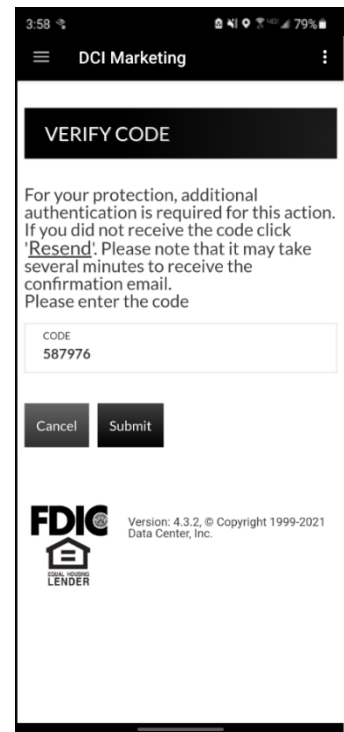 3:58
79%
DCI Marketing
VERIFY CODE
For your protection, additional
authentication is required for this action.
If you did not receive the code click
'Resend'. Please note that it may take
several minutes to receive the
confirmation email.
Please enter the code
CODE
587976
Cancel Submit
FDIC
Version: 4.3.2, © Copyright 1999-2021
Data Center, Inc.
EQUAL HOUSING
LENDER